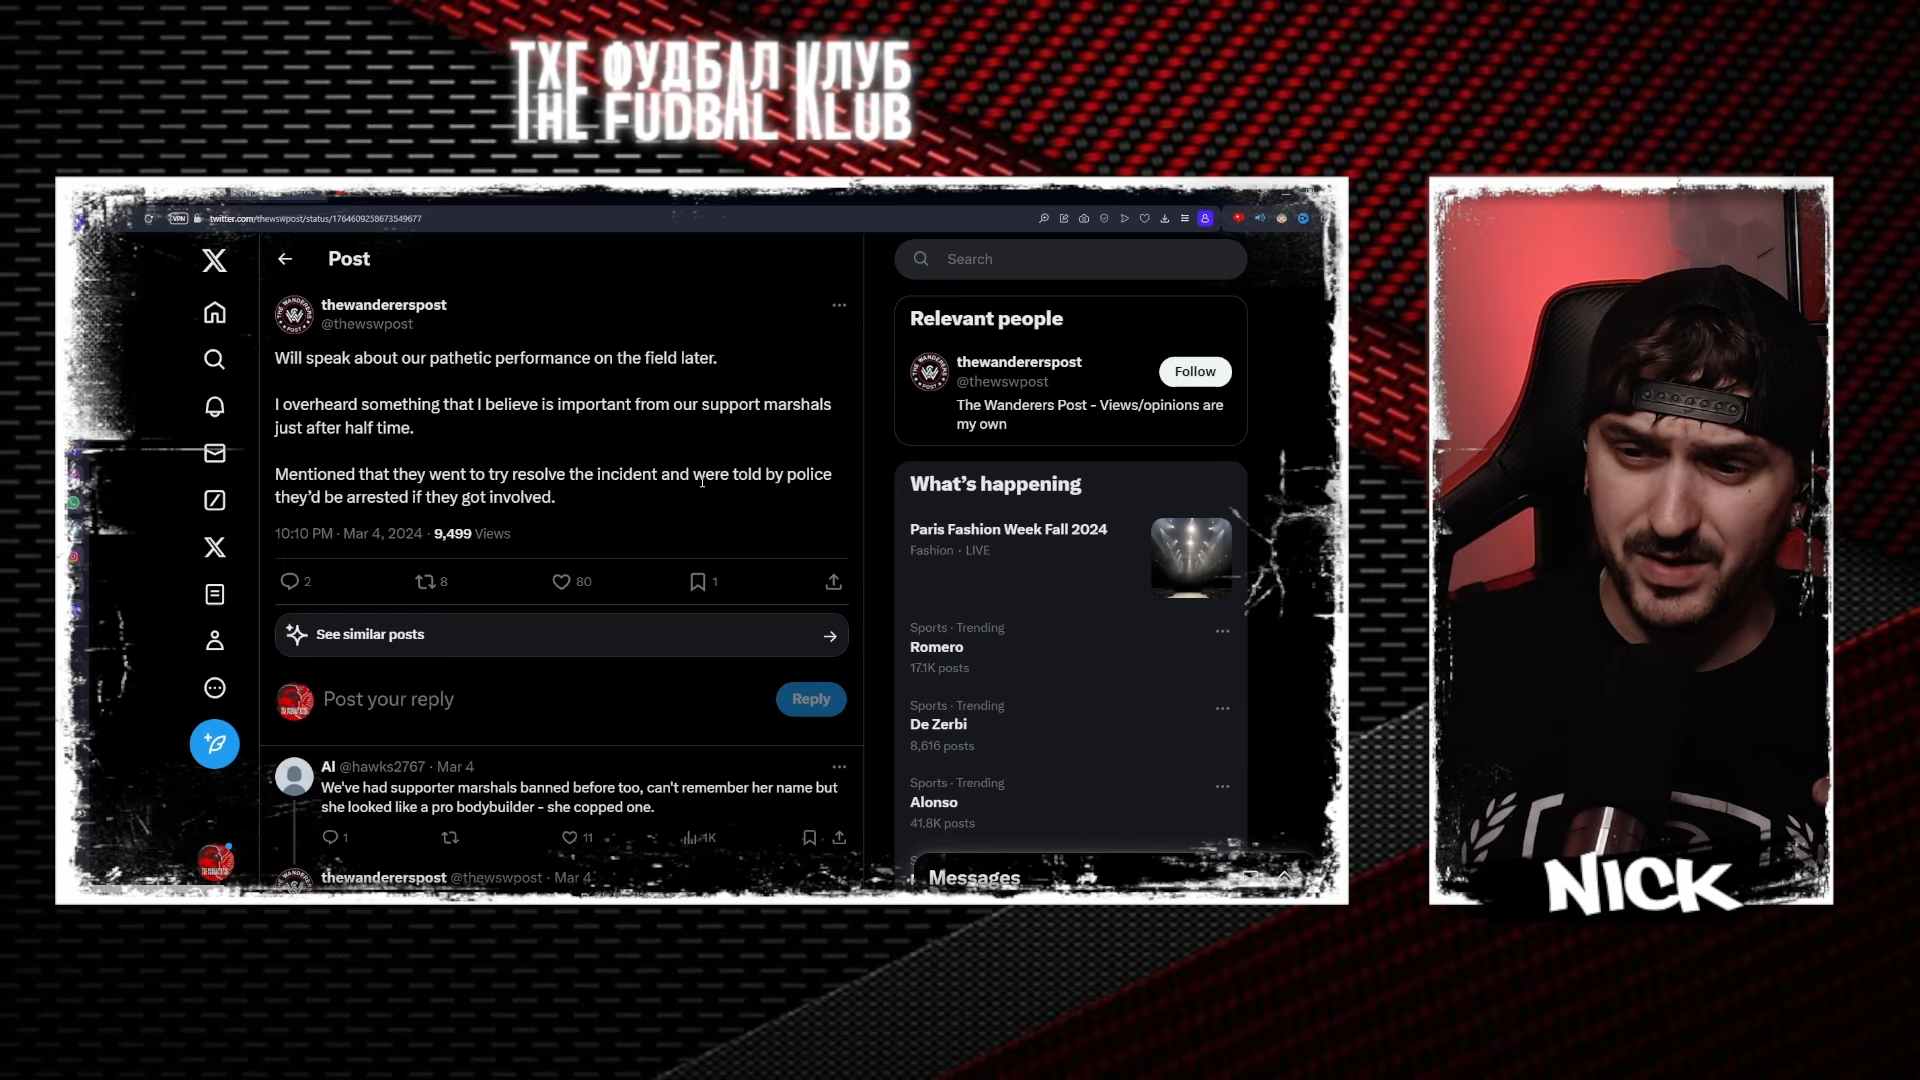 ТХЕ ФУДБАЛ КЛУБ
THE FUDBAL KLUB
VPN twitter.com/thewswpost/status/1764609258673549677
Post
thewandererspost
@thewswpost
Will speak about our pathetic performance on the field later.
I overheard something that I believe is important from our support marshals
just after half time.
Mentioned that they went to try resolve the incident and were told by police
they'd be arrested if they got involved.
10:10 PM · Mar 4, 2024 · 9,499 Views
2 8 80 1
See similar posts
Post your reply
Reply
Al @hawks2767 · Mar 4
We've had supporter marshals banned before too, can't remember her name but
she looked like a pro bodybuilder - she copped one.
1 11 1K
thewandererspost @thewswpost · Mar 4
Search
Relevant people
thewandererspost
@thewswpost
Follow
The Wanderers Post - Views/opinions are
my own
What's happening
Paris Fashion Week Fall 2024
Fashion · LIVE
Sports · Trending
Romero
17.1K posts
Sports · Trending
De Zerbi
8,616 posts
Sports · Trending
Alonso
41.8K posts
Messages
NICK